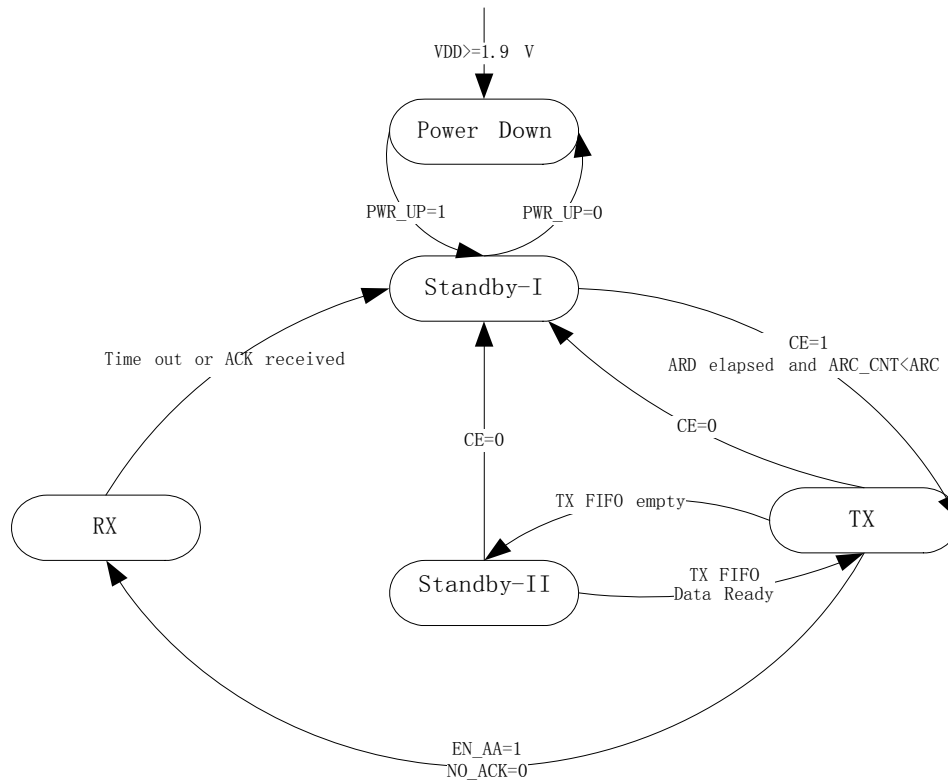 VDD>=1.9 V
Power Down
PWR_UP=1
PWR_UP=0
Standby-I
Time out or ACK received
CE=1
ARD elapsed and ARC_CNT<ARC
CE=0
CE=0
TX FIFO empty
TX
RX
Standby-II
TX FIFO
Data Ready
EN_AA=1
NO_ACK=0